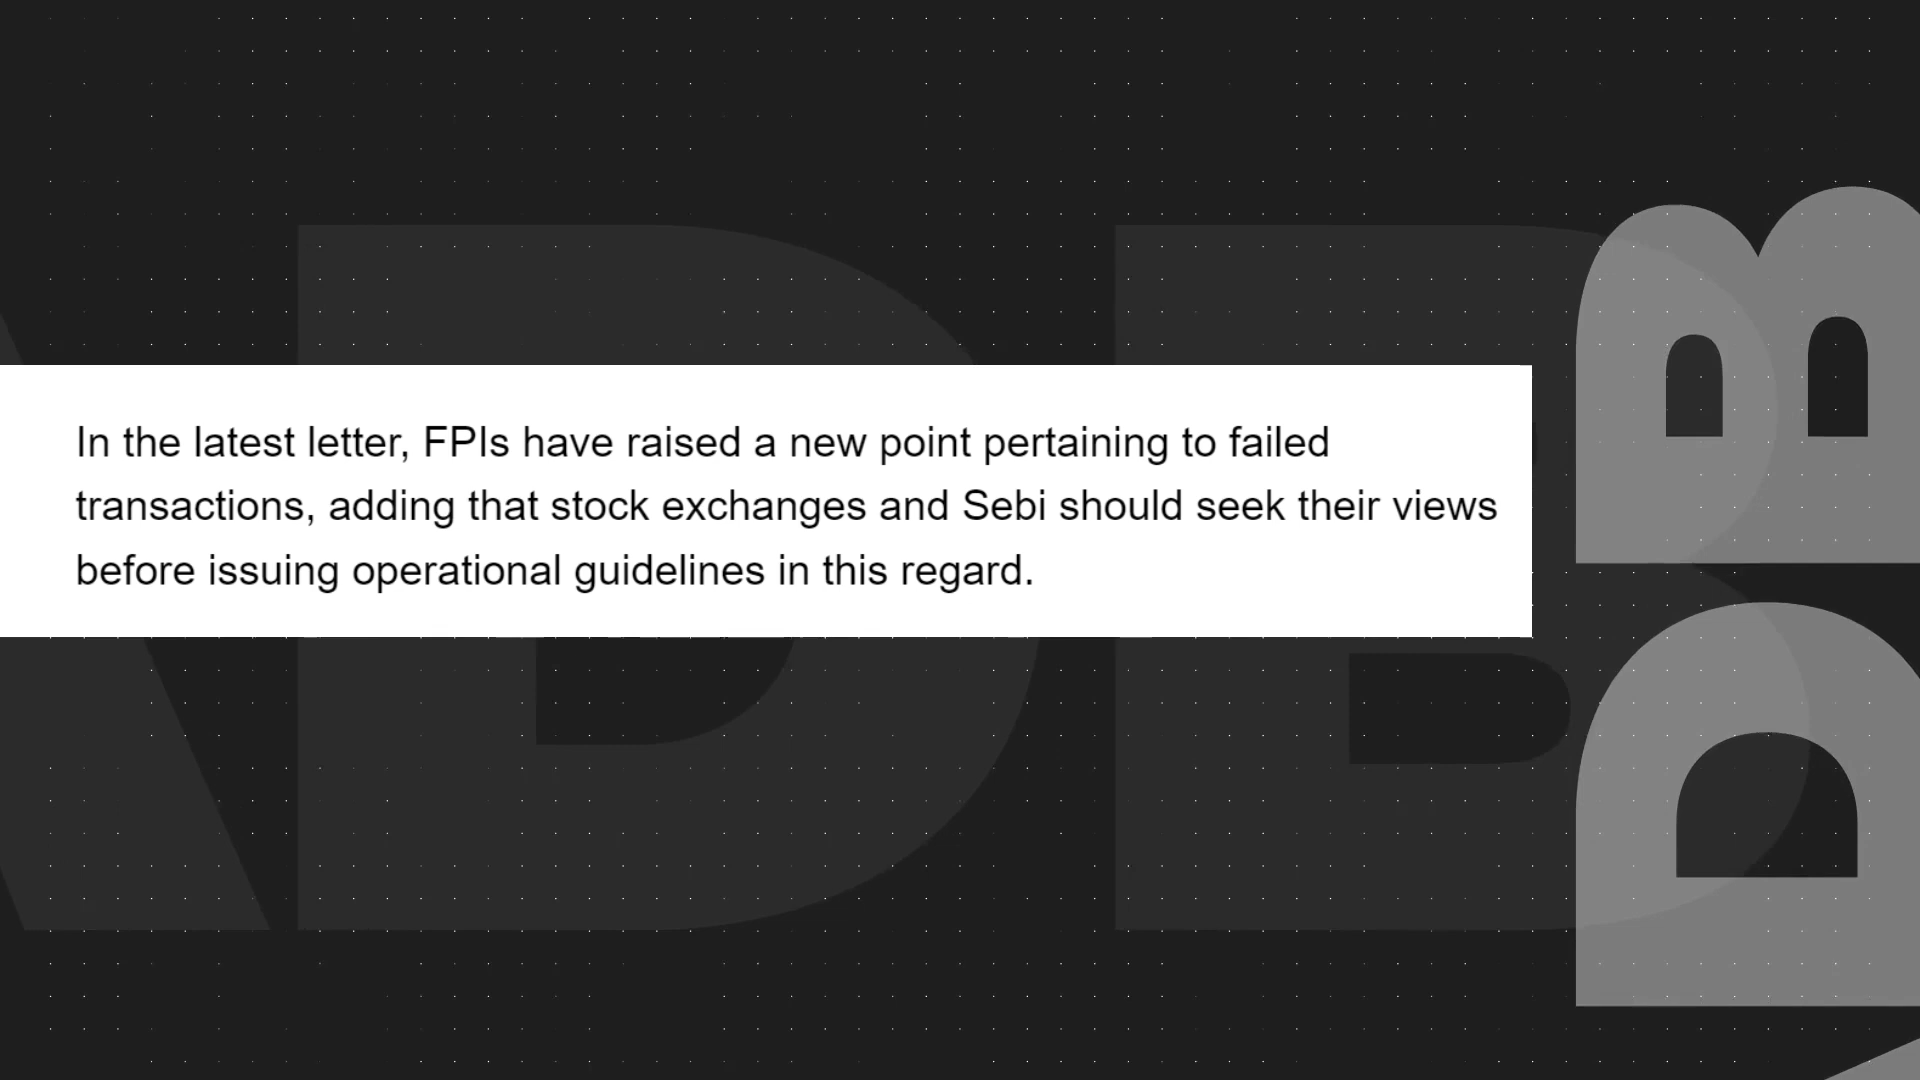 In the latest letter, FPIs have raised a new point pertaining to failed
transactions, adding that stock exchanges and Sebi should seek their views
before issuing operational guidelines in this regard.